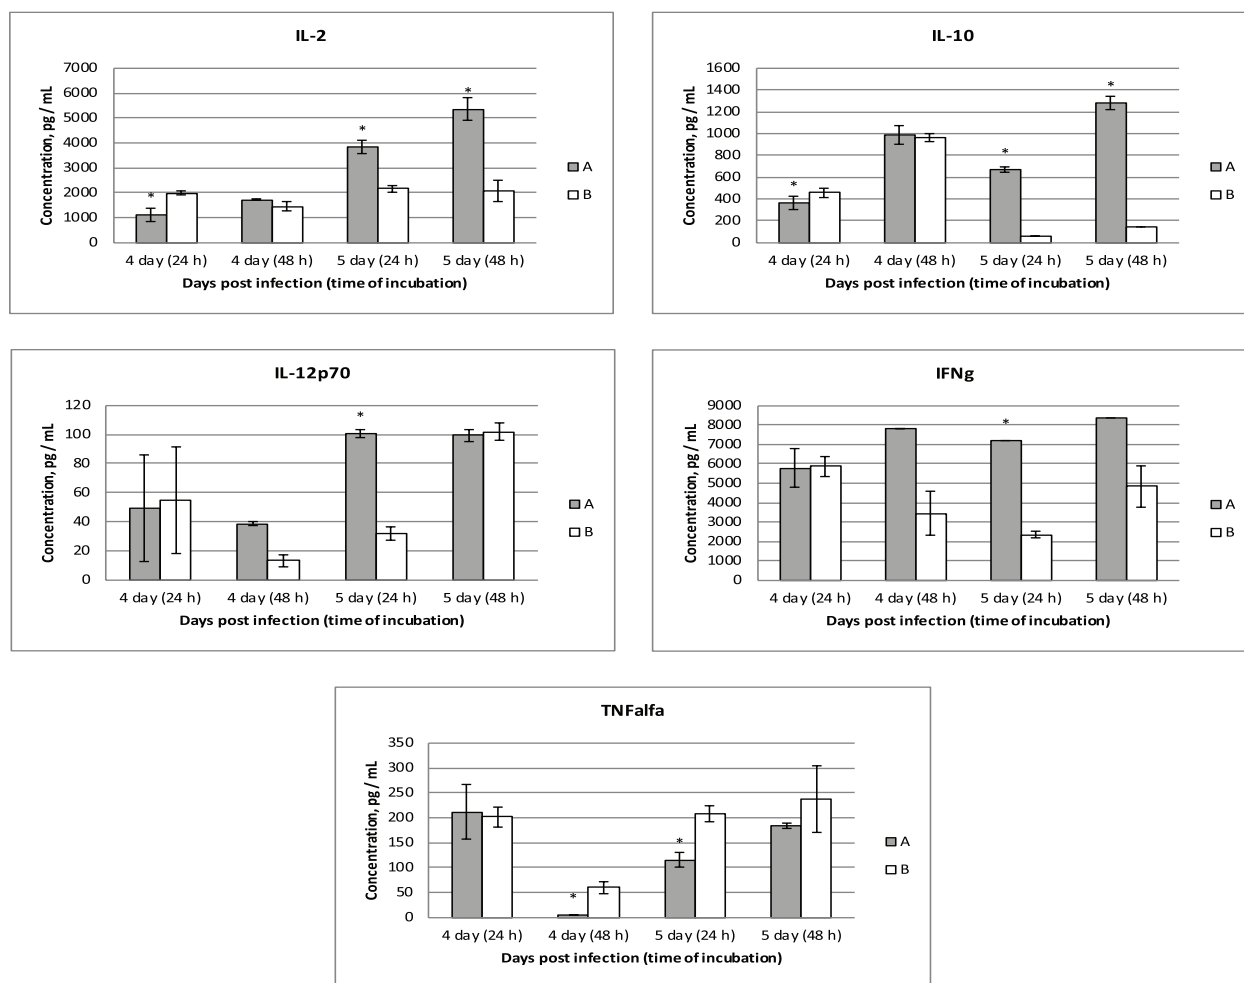 IL-2
Concentration, pg / mL
7000
6000
5000
4000
3000
2000
1000
0
*
*
*
4 day (24 h) 4 day (48 h) 5 day (24 h) 5 day (48 h)
Days post infection (time of incubation)
A
B
IL-10
Concentration, pg / mL
1600
1400
1200
1000
800
600
400
200
0
*
*
*
4 day (24 h) 4 day (48 h) 5 day (24 h) 5 day (48 h)
Days post infection (time of incubation)
A
B
IL-12p70
Concentration, pg / mL
120
100
80
60
40
20
0
*
4 day (24 h) 4 day (48 h) 5 day (24 h) 5 day (48 h)
Days post infection (time of incubation)
A
B
IFNg
Concentration, pg / mL
9000
8000
7000
6000
5000
4000
3000
2000
1000
0
*
4 day (24 h) 4 day (48 h) 5 day (24 h) 5 day (48 h)
Days post infection (time of incubation)
A
B
TNFalfa
Concentration, pg / mL
350
300
250
200
150
100
50
0
*
*
4 day (24 h) 4 day (48 h) 5 day (24 h) 5 day (48 h)
Days post infection (time of incubation)
A
B